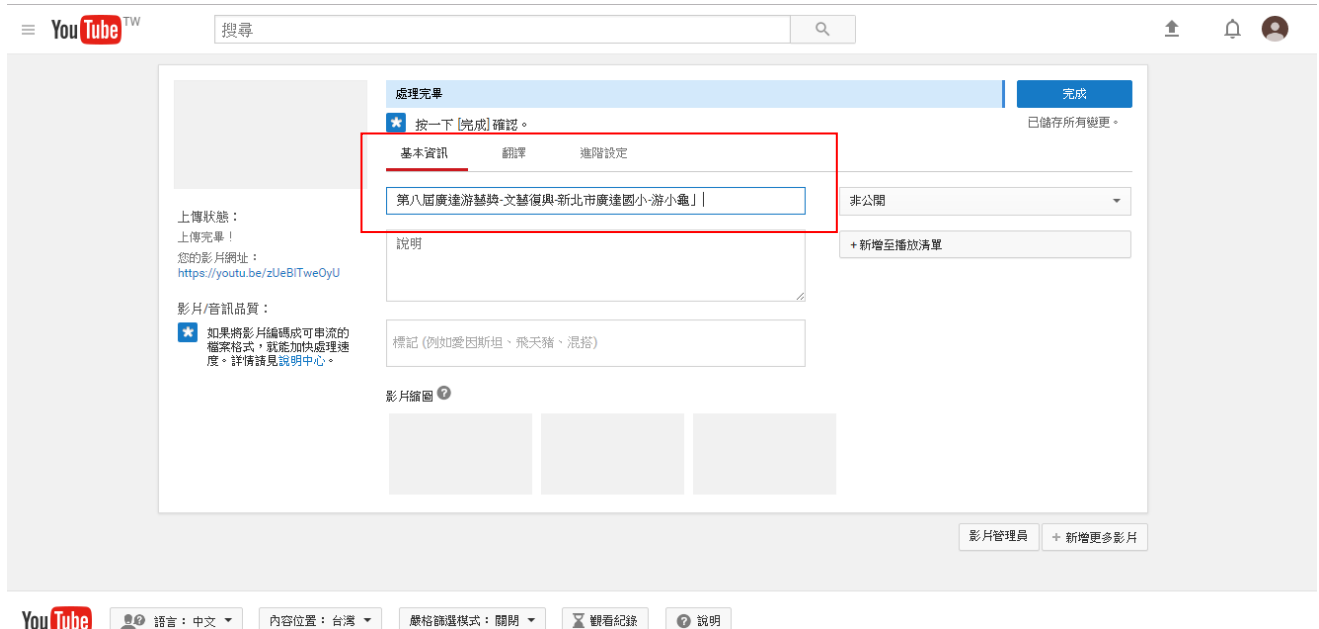 YouTube TW
搜尋
處理完畢
完成
按一下 [完成] 確認。
已儲存所有變更。
基本資訊 翻譯 進階設定
第八屆廣達游藝獎-文藝復興-新北市廣達國小-游小龜」
非公開
上傳狀態：
上傳完畢！
您的影片網址：
https://youtu.be/zUeBlTweOyU
說明
+新增至播放清單
影片/音訊品質：
如果將影片編碼成可串流的
檔案格式，就能加快處理速
度。詳情請見說明中心。
標記 (例如愛因斯坦、飛天豬、混搭)
影片縮圖
影片管理員
+ 新增更多影片
YouTube
語言：中文
內容位置：台灣
嚴格篩選模式：關閉
觀看紀錄
說明